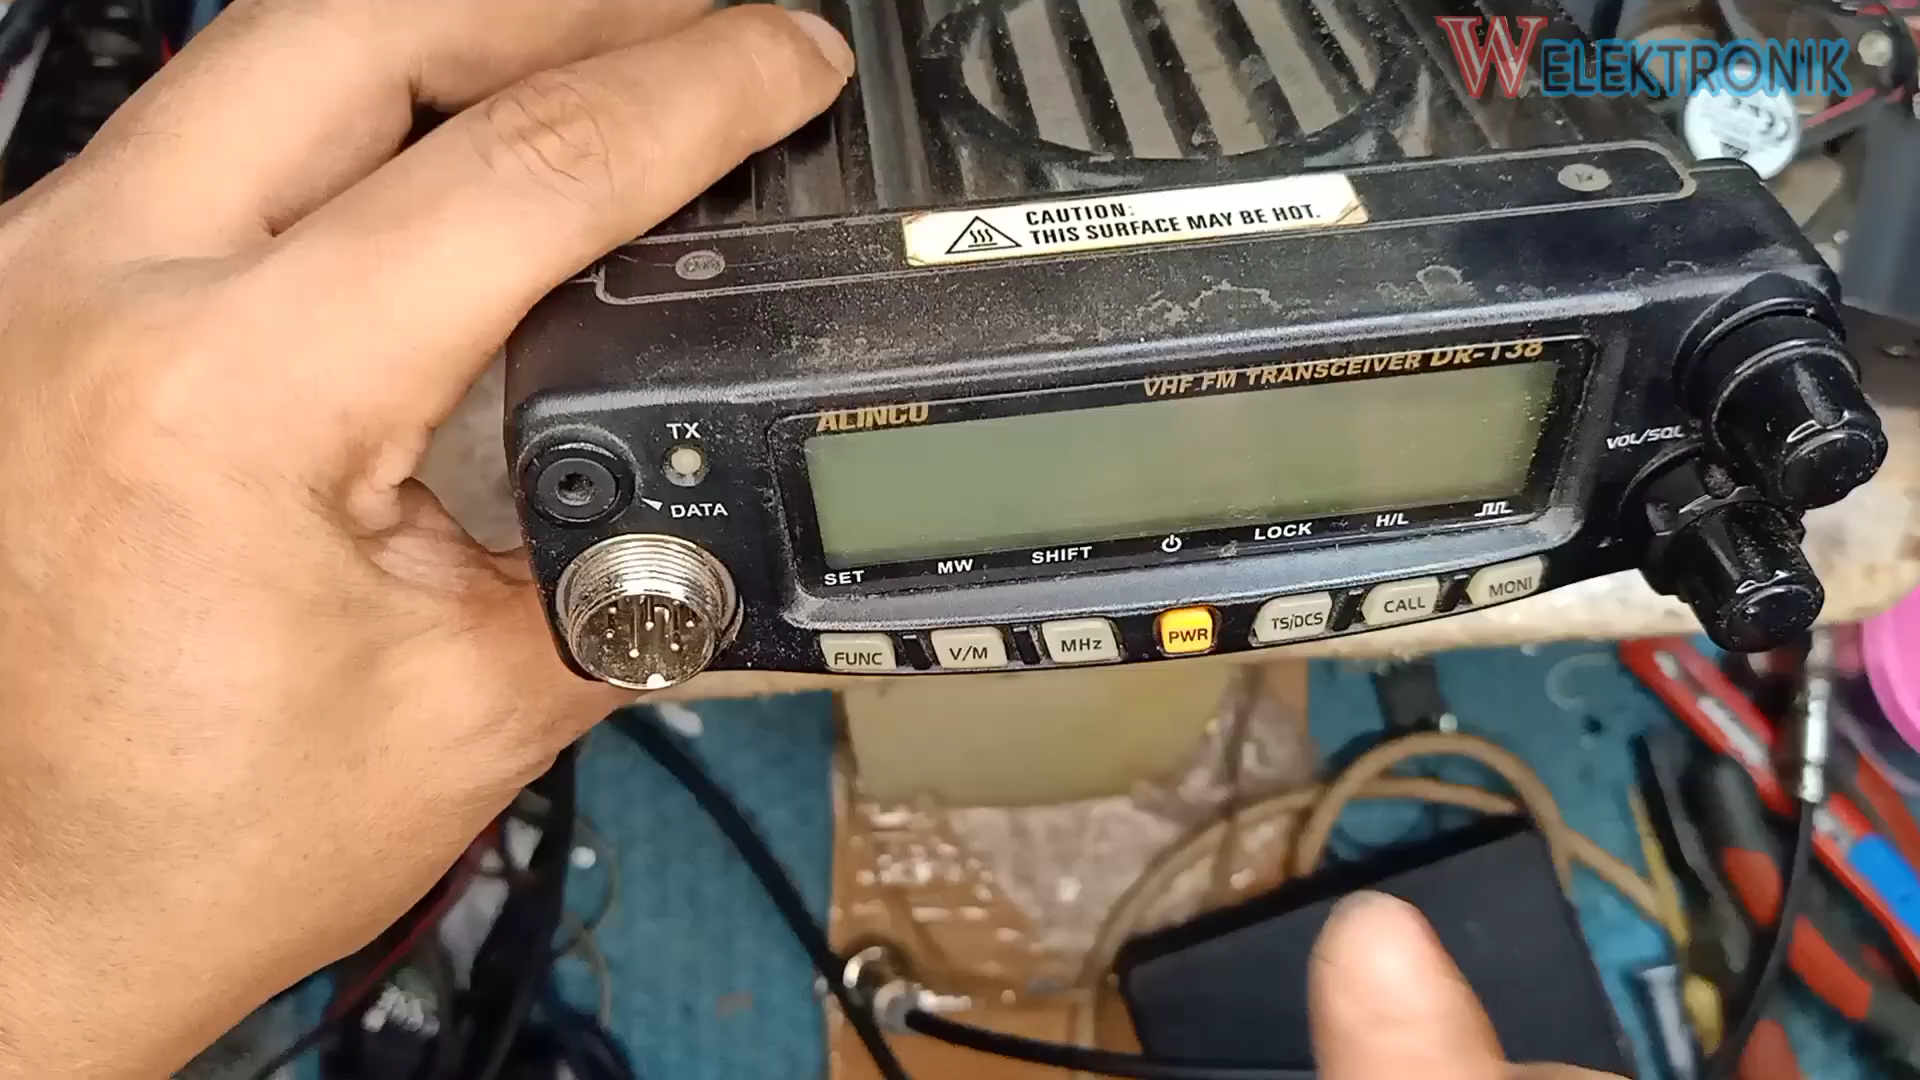 W ELEKTRONIK
CAUTION:
THIS SURFACE MAY BE HOT.
VHF FM TRANSCEIVER DR-138
ALINCO
TX
VOL/SQL
DATA
SET MW SHIFT LOCK H/L
FUNC V/M MHz PWR TS/DCS CALL MONI